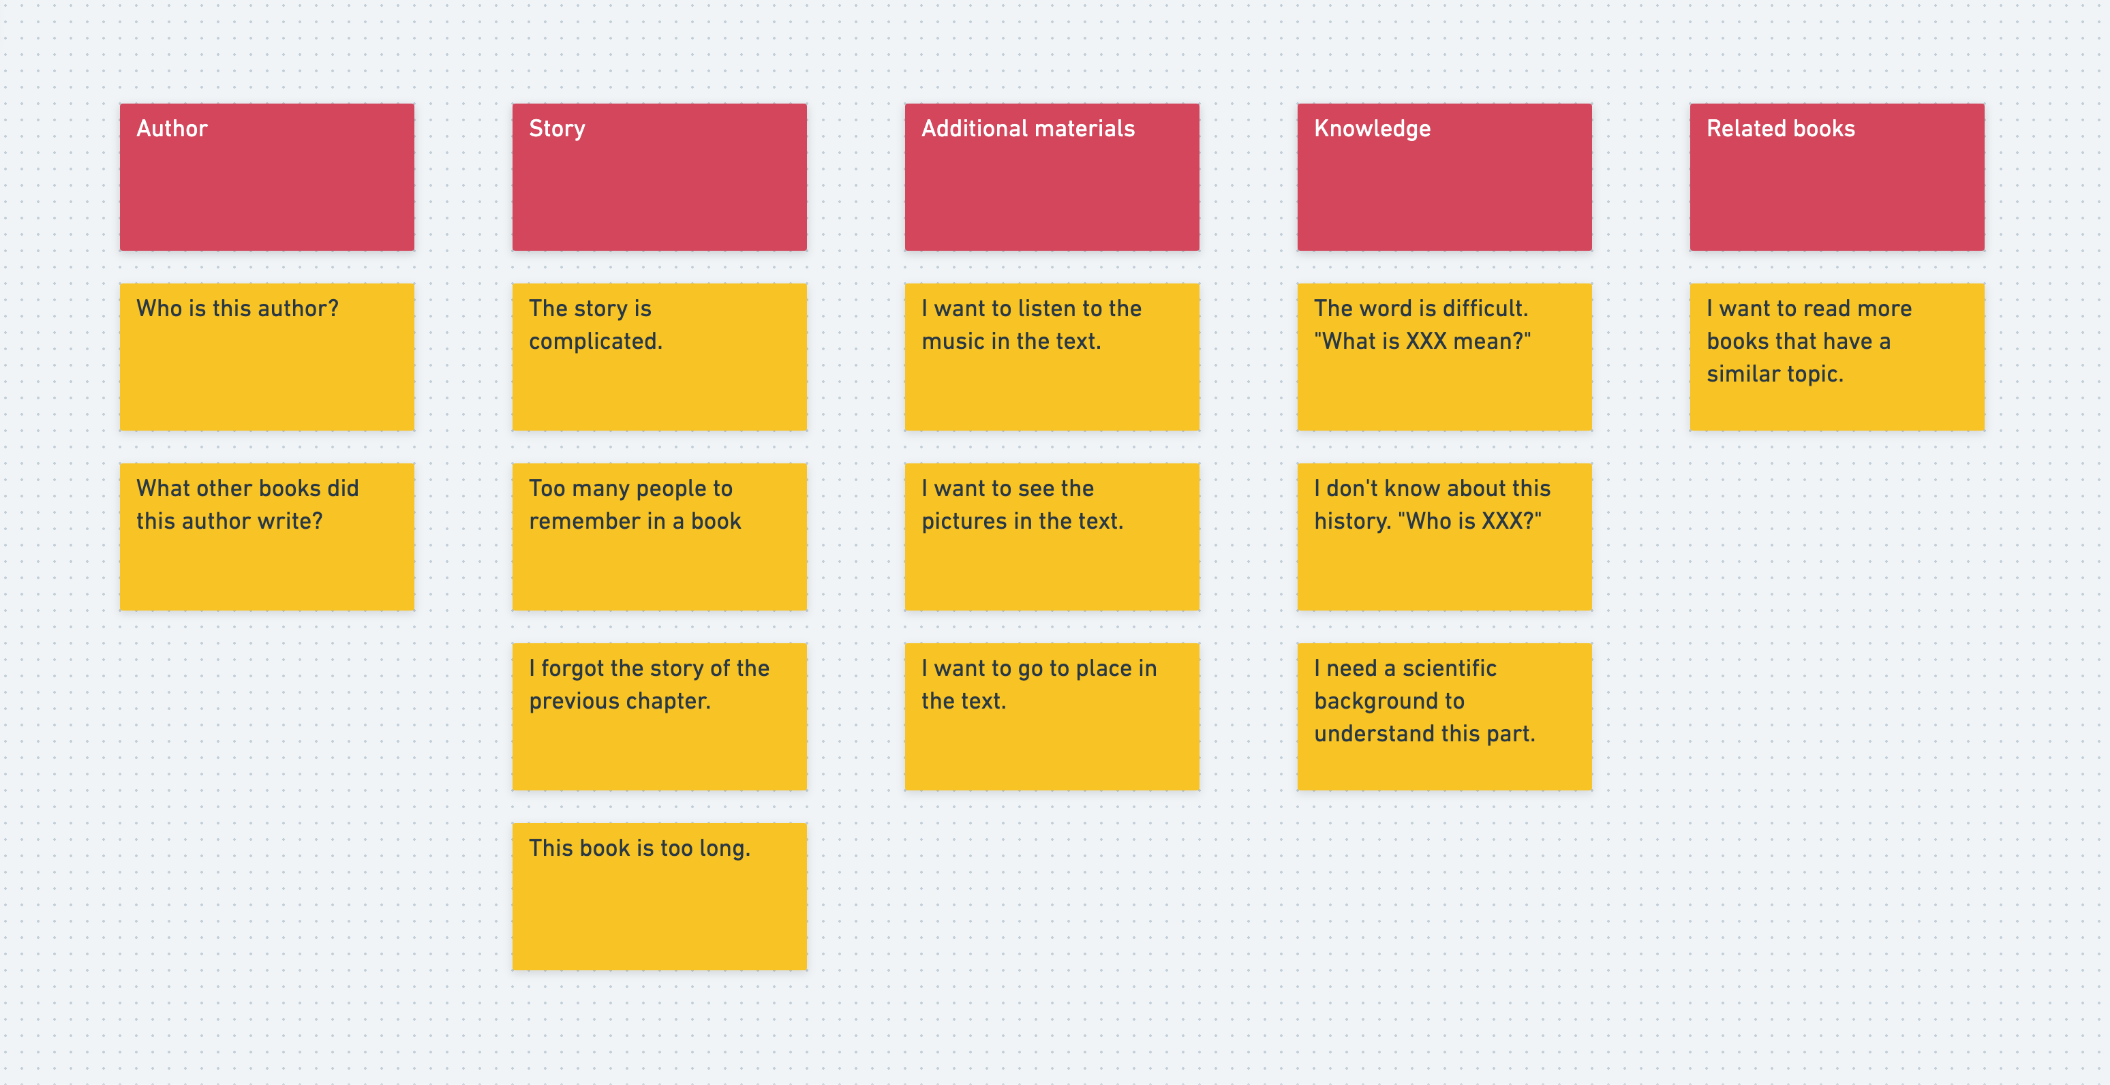 Author
Who is this author?
What other books did
this author write?
Story
The story is
complicated.
Too many people to
remember in a book
I forgot the story of the
previous chapter.
This book is too long.
Additional materials
I want to listen to the
music in the text.
I want to see the
pictures in the text.
I want to go to place in
the text.
Knowledge
The word is difficult.
"What is XXX mean?"
I don't know about this
history. "Who is XXX?"
I need a scientific
background to
understand this part.
Related books
I want to read more
books that have a
similar topic.